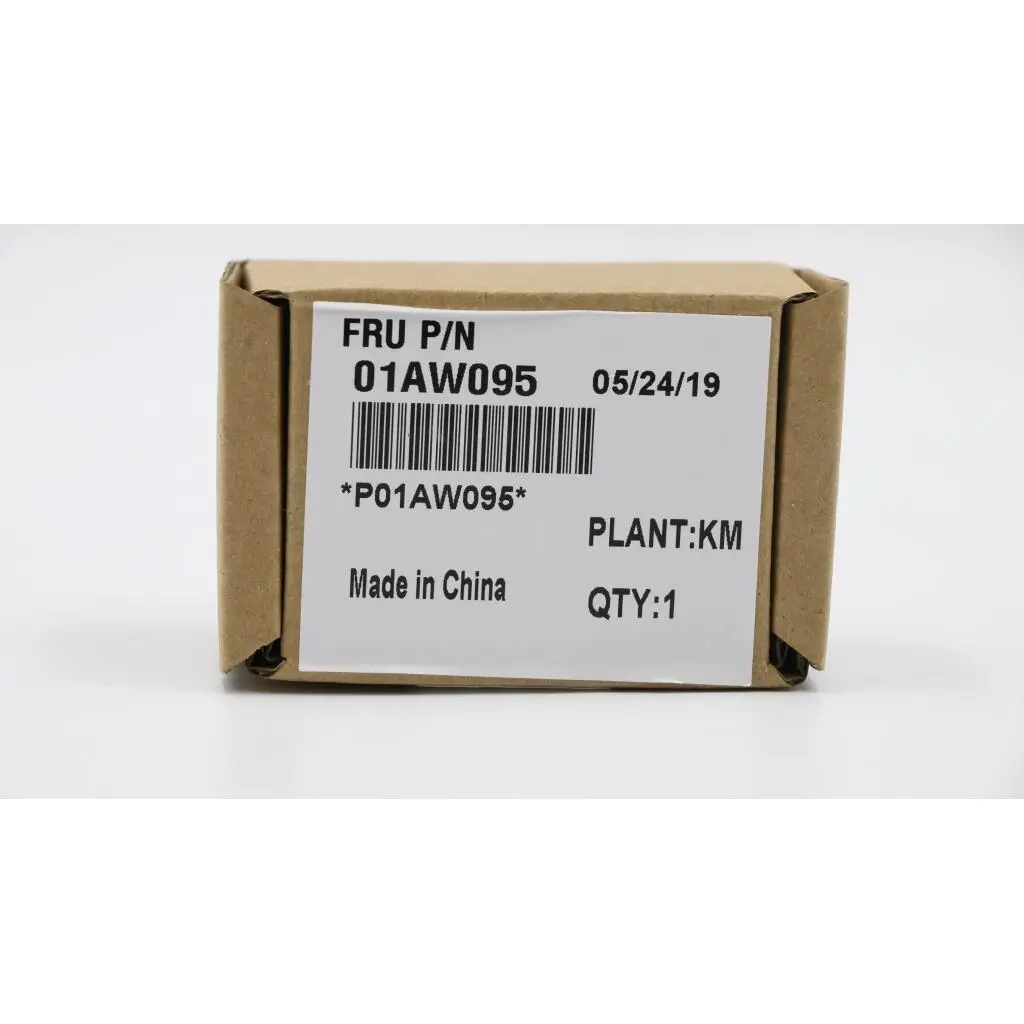 FRU P/N
01AW095 05/24/19
*P01AW095*
PLANT:KM
Made in China
QTY:1